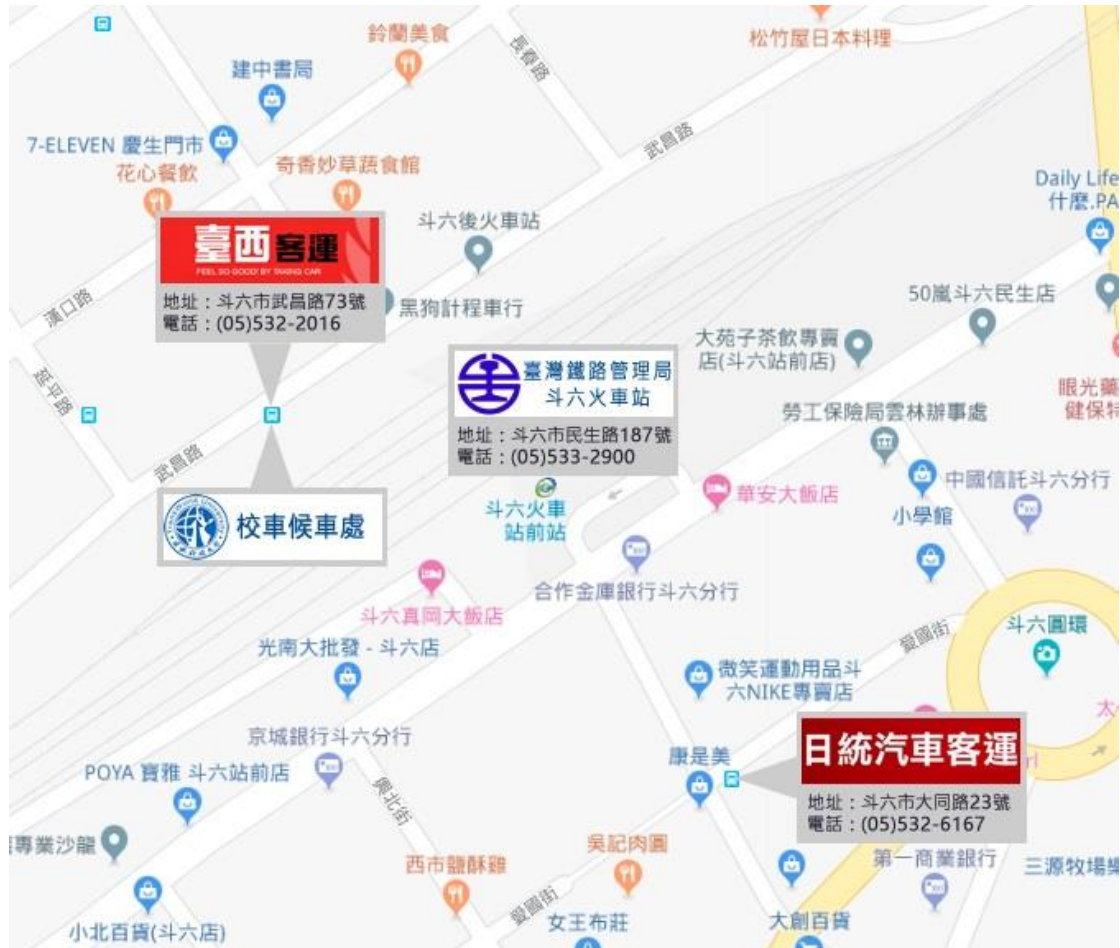 鈴蘭美食
松竹屋日本料理
長春路
建中書局
7-ELEVEN 慶生門市
花心餐飲
奇香妙草蔬食館
武昌路
Daily Life
什麼.PA
臺西客運
FEEL SO GOOD! BY TAKING CAR
地址：斗六市武昌路73號
電話：(05)532-2016
斗六後火車站
漢口路
黑狗計程車行
50嵐斗六民生店
大苑子茶飲專賣
店(斗六站前店)
臺灣鐵路管理局
斗六火車站
地址：斗六市民生路187號
電話：(05)533-2900
延平路
眼光藥
健保特
勞工保險局雲林辦事處
武昌路
校車候車處
斗六火車
站前站
華安大飯店
中國信託斗六分行
小學館
合作金庫銀行斗六分行
斗六真岡大飯店
愛國街
斗六圓環
光南大批發 - 斗六店
微笑運動用品斗
六NIKE專賣店
太
京城銀行斗六分行
康是美
日統汽車客運
rl
地址：斗六市大同路23號
電話：(05)532-6167
POYA 寶雅 斗六站前店
興北街
專業沙龍
吳記肉圓
第一商業銀行
三源牧場
西市鹽酥雞
愛國街
小北百貨(斗六店)
女王布莊
大創百貨